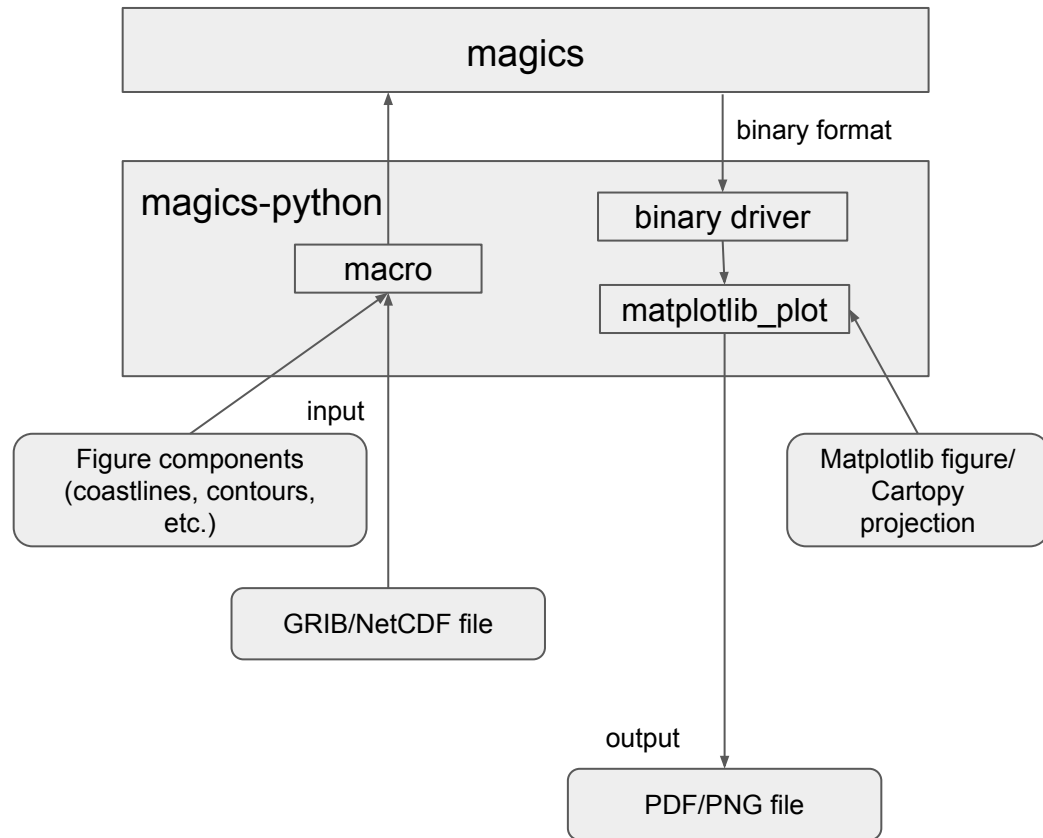 magics
binary format
magics-python
binary driver
macro
matplotlib_plot
input
Figure components
(coastlines, contours,
etc.)
Matplotlib figure/
Cartopy
projection
GRIB/NetCDF file
output
PDF/PNG file